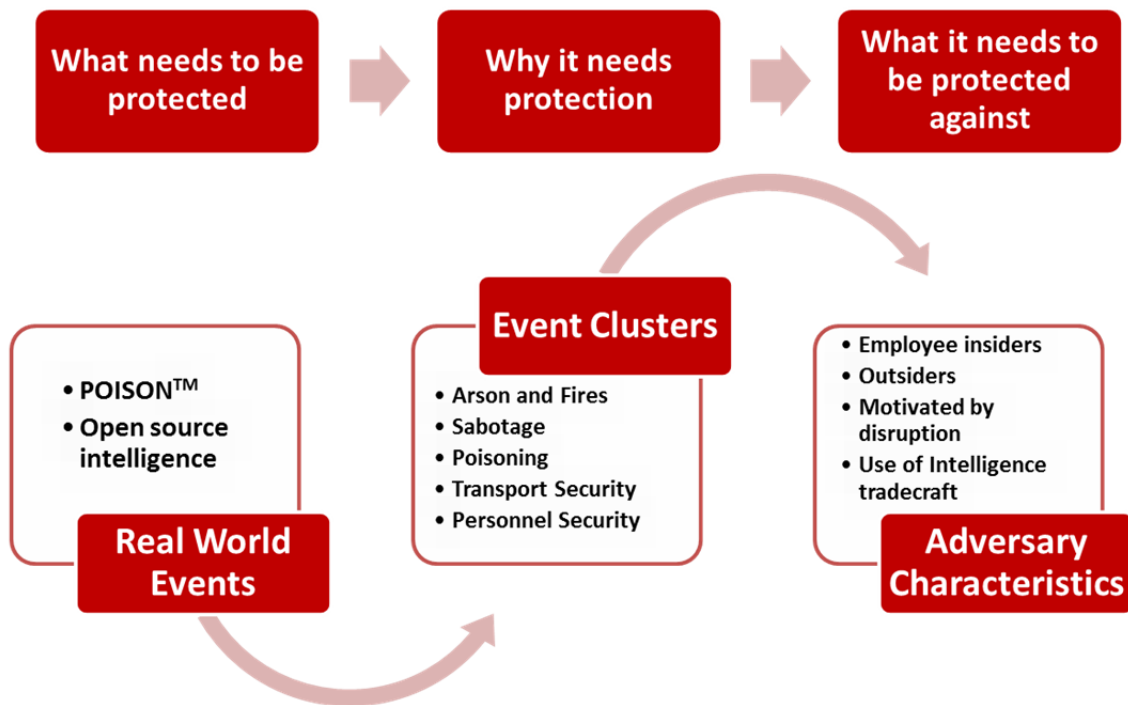 What needs to be
protected
Why it needs
protection
What it needs to
be protected
against
• POISON™
• Open source
intelligence
Real World
Events
Event Clusters
• Arson and Fires
• Sabotage
• Poisoning
• Transport Security
• Personnel Security
• Employee insiders
• Outsiders
• Motivated by
disruption
• Use of Intelligence
tradecraft
Adversary
Characteristics